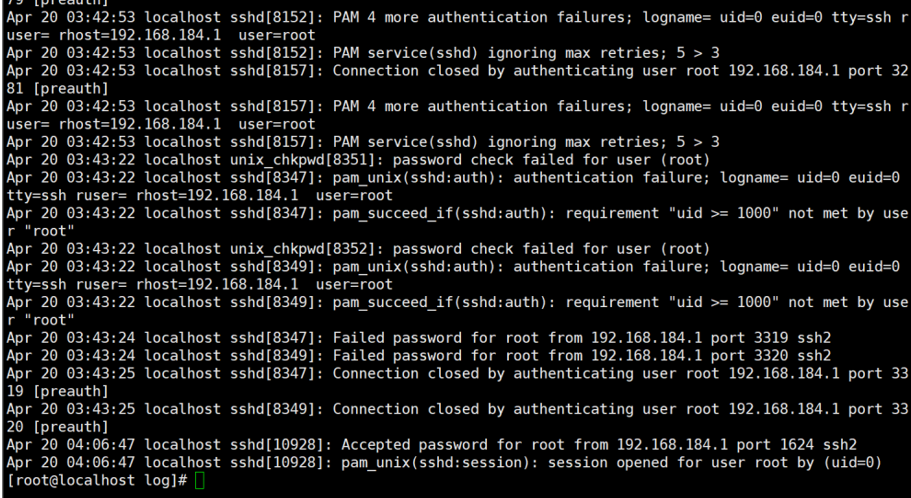 79 [preauth]
Apr 20 03:42:53 localhost sshd[8152]: PAM 4 more authentication failures; logname= uid=0 euid=0 tty=ssh r
user= rhost=192.168.184.1  user=root
Apr 20 03:42:53 localhost sshd[8152]: PAM service(sshd) ignoring max retries; 5 > 3
Apr 20 03:42:53 localhost sshd[8157]: Connection closed by authenticating user root 192.168.184.1 port 32
81 [preauth]
Apr 20 03:42:53 localhost sshd[8157]: PAM 4 more authentication failures; logname= uid=0 euid=0 tty=ssh r
user= rhost=192.168.184.1  user=root
Apr 20 03:42:53 localhost sshd[8157]: PAM service(sshd) ignoring max retries; 5 > 3
Apr 20 03:43:22 localhost unix_chkpwd[8351]: password check failed for user (root)
Apr 20 03:43:22 localhost sshd[8347]: pam_unix(sshd:auth): authentication failure; logname= uid=0 euid=0
tty=ssh ruser= rhost=192.168.184.1  user=root
Apr 20 03:43:22 localhost sshd[8347]: pam_succeed_if(sshd:auth): requirement "uid >= 1000" not met by use
r "root"
Apr 20 03:43:22 localhost unix_chkpwd[8352]: password check failed for user (root)
Apr 20 03:43:22 localhost sshd[8349]: pam_unix(sshd:auth): authentication failure; logname= uid=0 euid=0
tty=ssh ruser= rhost=192.168.184.1  user=root
Apr 20 03:43:22 localhost sshd[8349]: pam_succeed_if(sshd:auth): requirement "uid >= 1000" not met by use
r "root"
Apr 20 03:43:24 localhost sshd[8347]: Failed password for root from 192.168.184.1 port 3319 ssh2
Apr 20 03:43:24 localhost sshd[8349]: Failed password for root from 192.168.184.1 port 3320 ssh2
Apr 20 03:43:25 localhost sshd[8347]: Connection closed by authenticating user root 192.168.184.1 port 33
19 [preauth]
Apr 20 03:43:25 localhost sshd[8349]: Connection closed by authenticating user root 192.168.184.1 port 33
20 [preauth]
Apr 20 04:06:47 localhost sshd[10928]: Accepted password for root from 192.168.184.1 port 1624 ssh2
Apr 20 04:06:47 localhost sshd[10928]: pam_unix(sshd:session): session opened for user root by (uid=0)
[root@localhost log]#